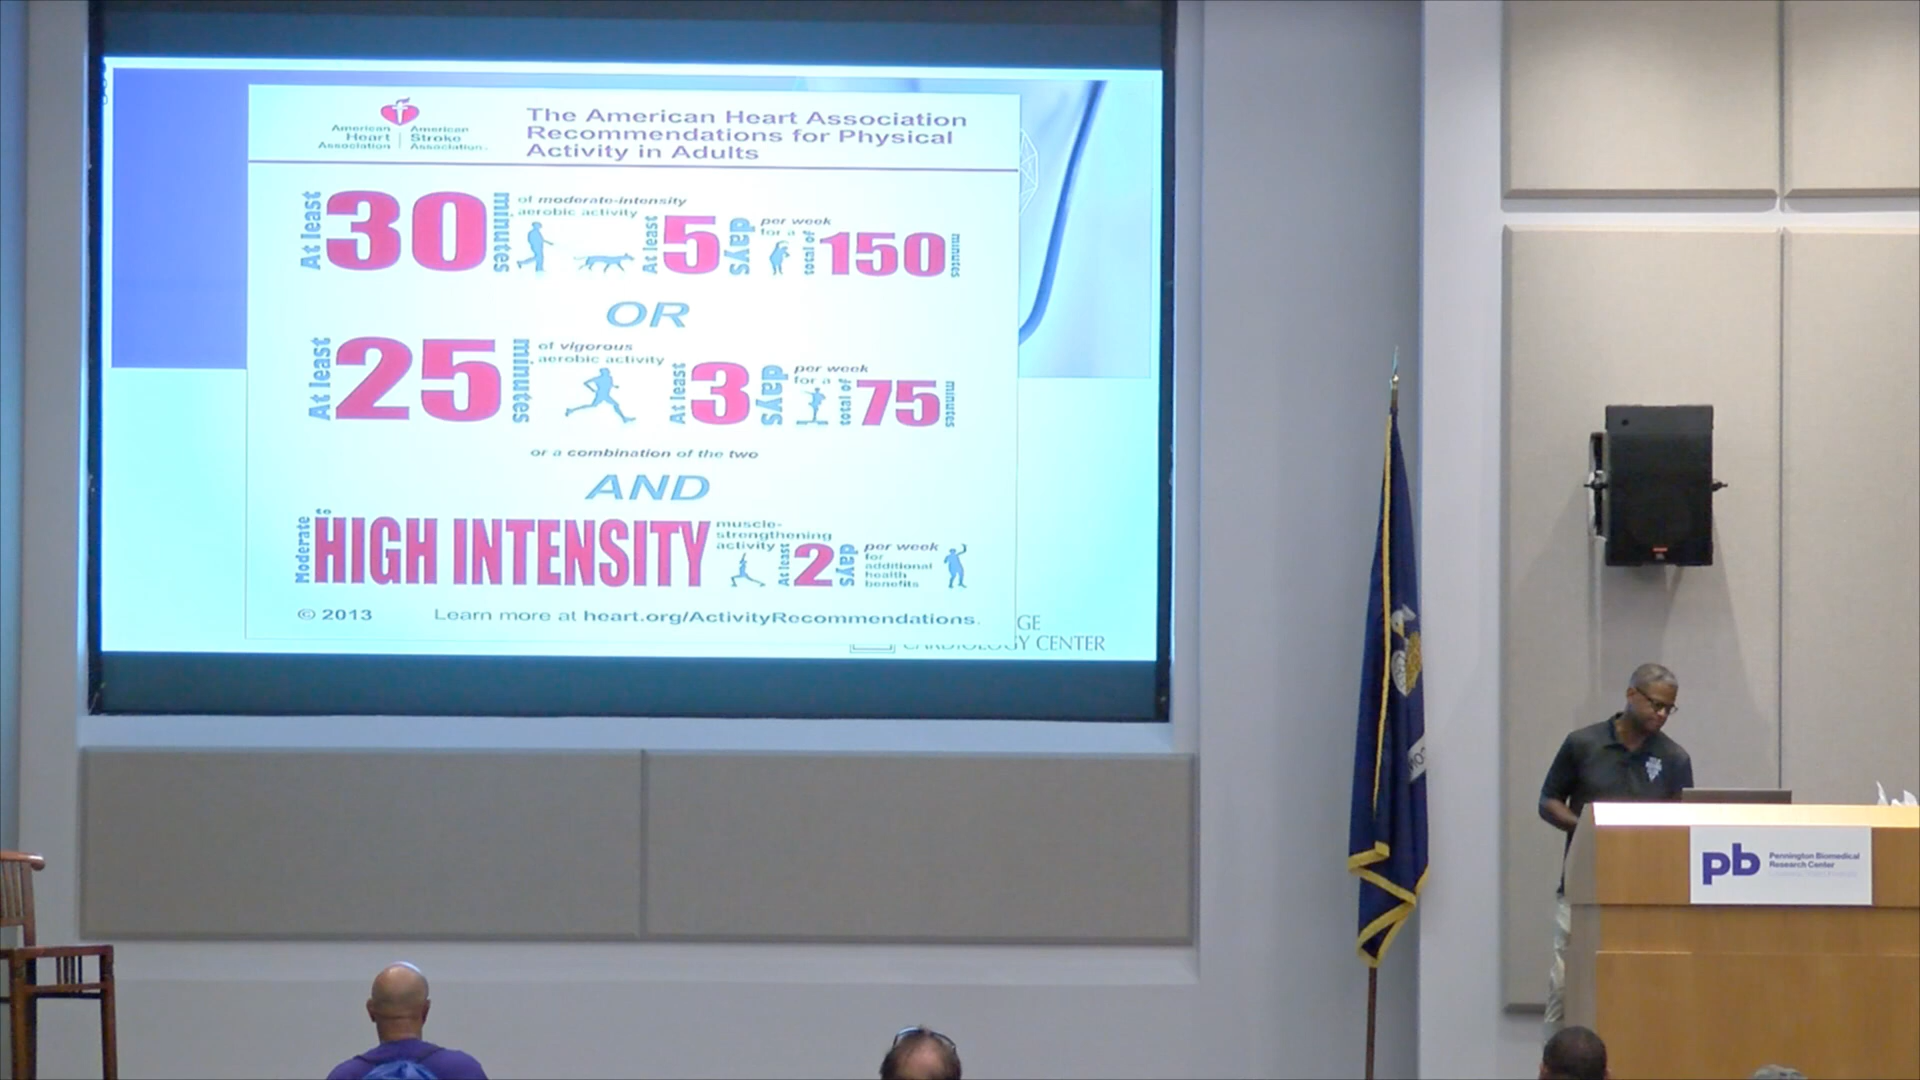 American
Heart
Association
American
Stroke
Association
The American Heart Association
Recommendations for Physical
Activity in Adults
At least
30
minutes
of moderate-intensity
aerobic activity
At least
5
days
per week
for a
total of
150
minutes
OR
At least
25
minutes
of vigorous
aerobic activity
At least
3
days
per week
for a
total of
75
minutes
or a combination of the two
AND
Moderate
to
HIGH INTENSITY
muscle-
strengthening
activity
At least
2
days
per week
for
additional
health
benefits
© 2013
Learn more at heart.org/ActivityRecommendations.
GE
CARDIOLOGY CENTER
pb
Pennington Biomedical
Research Center